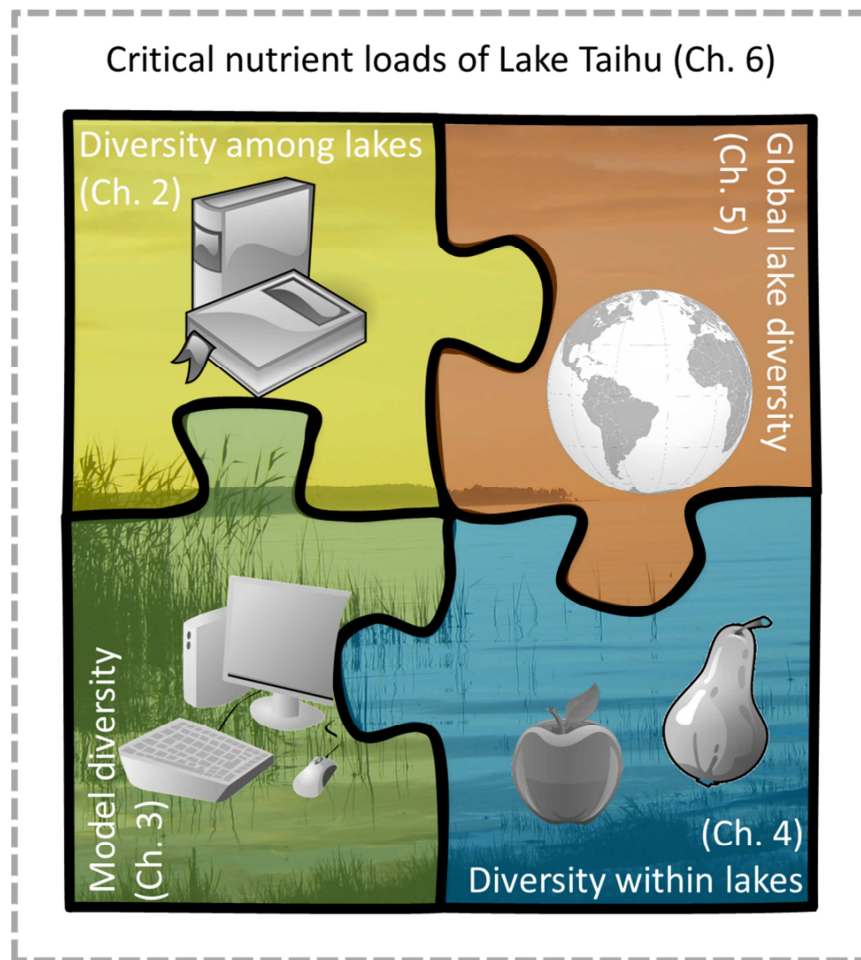 Critical nutrient loads of Lake Taihu (Ch. 6)
Diversity among lakes
(Ch. 2)
Global lake diversity
(Ch. 5)
Model diversity
(Ch. 3)
(Ch. 4)
Diversity within lakes